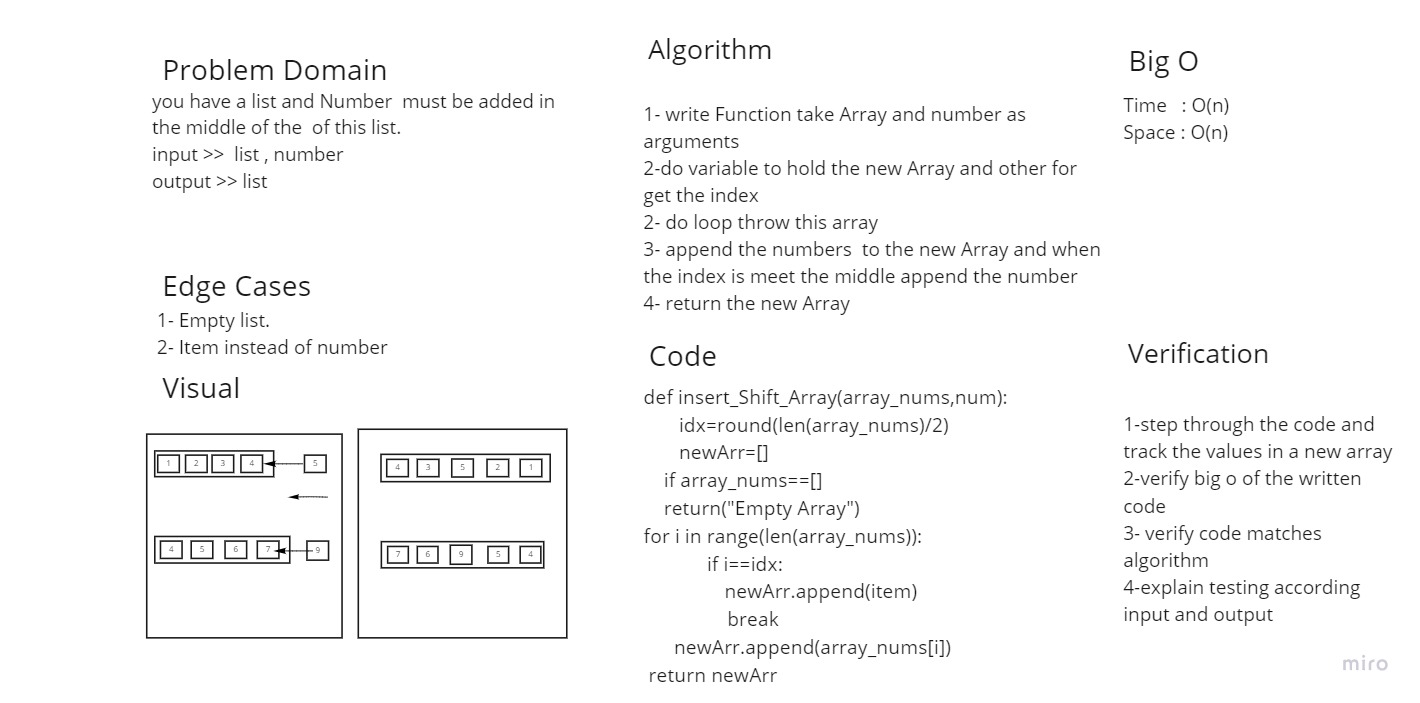 Problem Domain
you have a list and Number  must be added in
the middle of the  of this list.
input >>  list , number
output >> list
Edge Cases
1- Empty list.
2- Item instead of number
Visual
1 2 3 4 5
4 5 6 7 9
4 3 5 2 1
7 6 9 5 4
Algorithm
1- write Function take Array and number as
arguments
2-do variable to hold the new Array and other for
get the index
2- do loop throw this array
3- append the numbers  to the new Array and when
the index is meet the middle append the number
4- return the new Array
Code
def insert_Shift_Array(array_nums,num):
idx=round(len(array_nums)/2)
newArr=[]
if array_nums==[]
return("Empty Array")
for i in range(len(array_nums)):
if i==idx:
newArr.append(item)
break
newArr.append(array_nums[i])
return newArr
Big O
Time   : O(n)
Space : O(n)
Verification
1-step through the code and
track the values in a new array
2-verify big o of the written
code
3- verify code matches
algorithm
4-explain testing according
input and output
miro